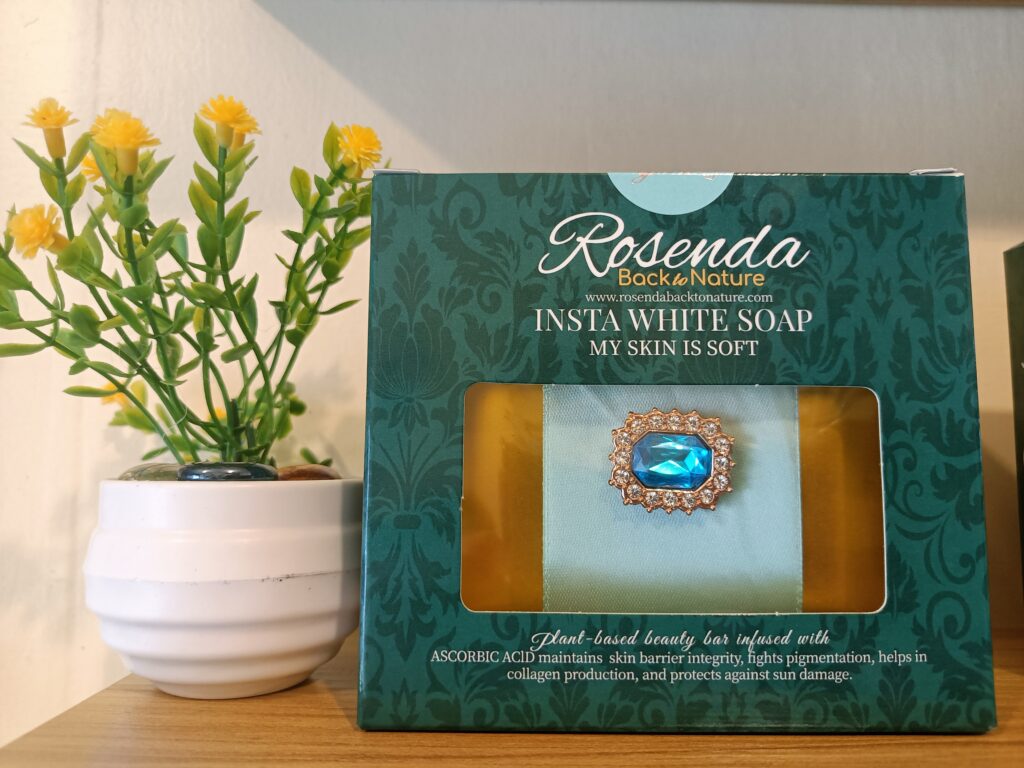 Rosenda
Back to Nature
www.rosendabacktonature.com
INSTA WHITE SOAP
MY SKIN IS SOFT
Plant-based beauty bar infused with
ASCORBIC ACID maintains skin barrier integrity, fights pigmentation, helps in
collagen production, and protects against sun damage.